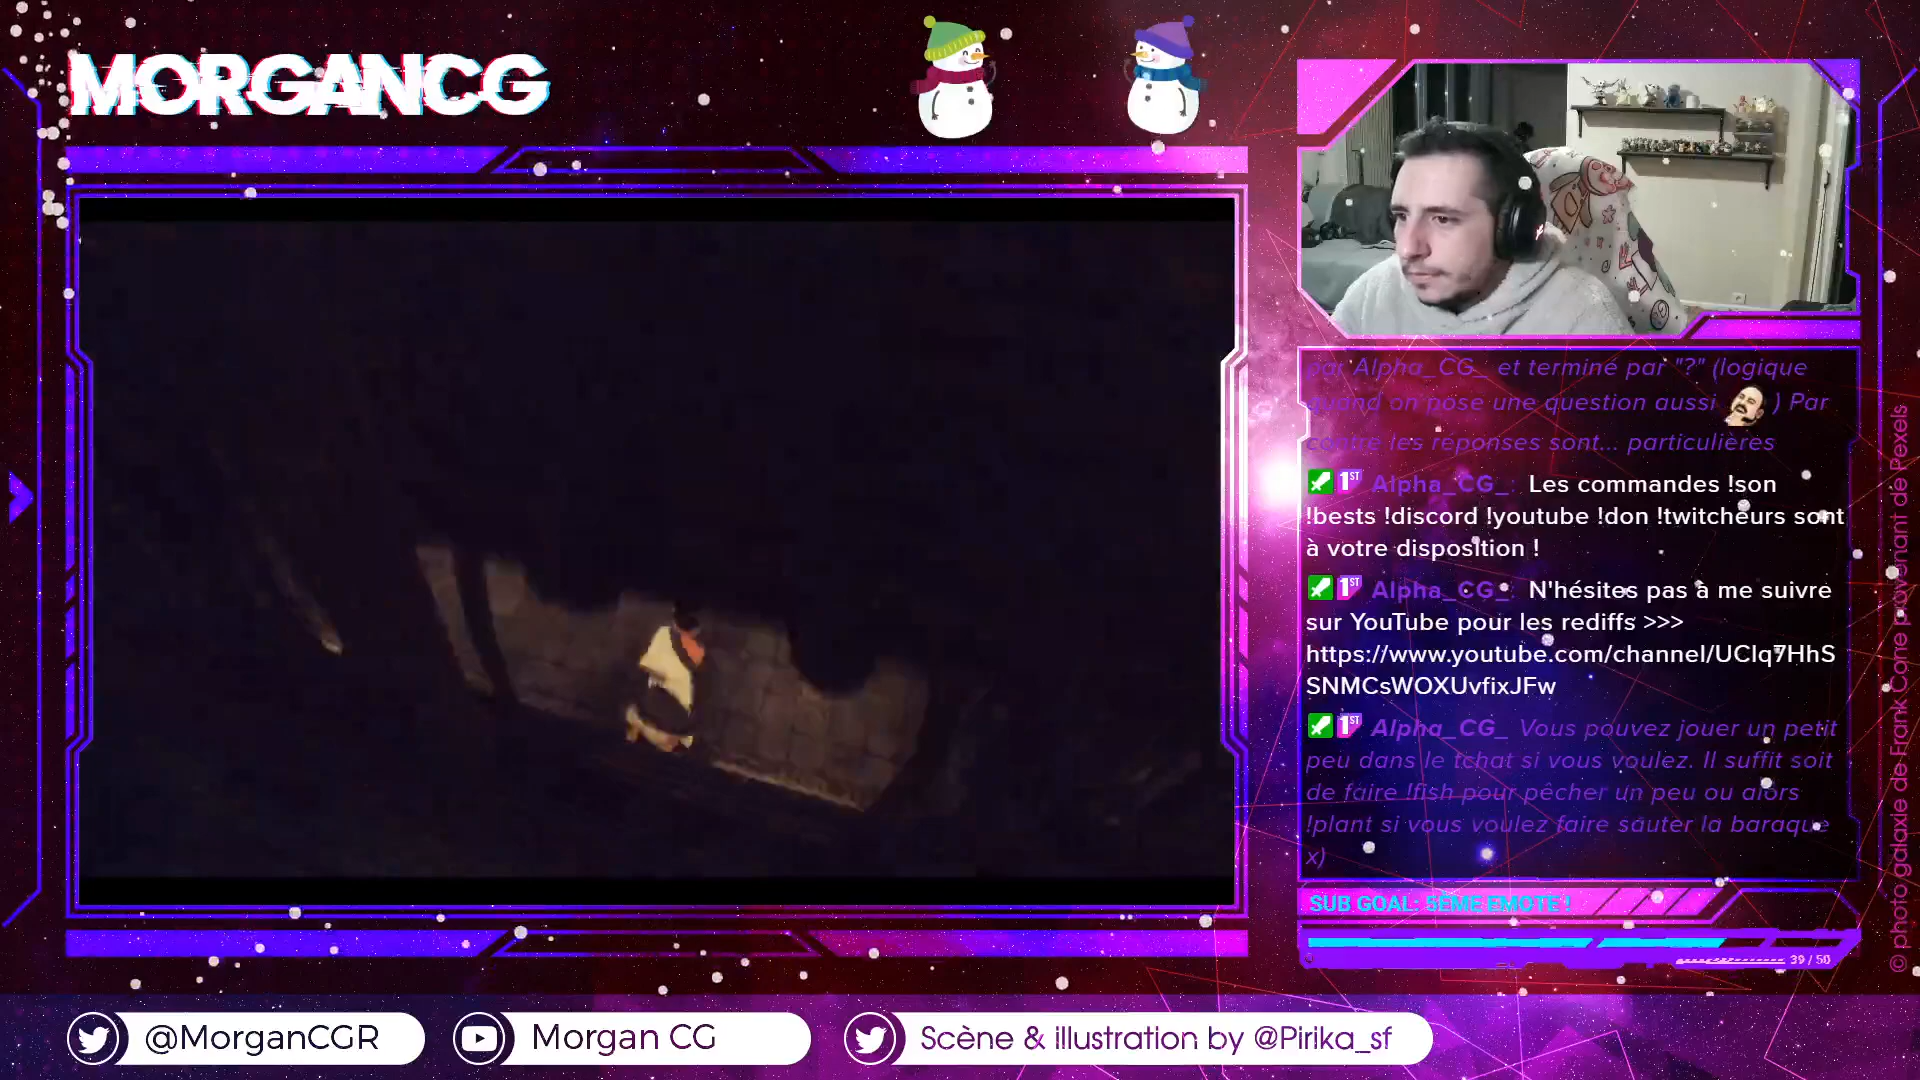 MORGANCG
par Alpha_CG_ et terminé par "?" (logique
quand on pose une question aussi ) Par
contre les réponses sont... particulières
1ST Alpha_CG_: Les commandes !son
!bests !discord !youtube !don !twitcheurs sont
à votre disposition !
1ST Alpha_CG_: N'hésites pas à me suivre
sur YouTube pour les rediffs >>>
https://www.youtube.com/channel/UClq7HhS
SNMCsWOXUvfixJFw
1ST Alpha_CG_ Vous pouvez jouer un petit
peu dans le tchat si vous voulez. Il suffit soit
de faire !fish pour pêcher un peu ou alors
!plant si vous voulez faire sauter la baraque
x)
SUB GOAL: 5ÈME EMOTE !
39 / 50
© photo galaxie de Frank Cone provenant de Pexels
@MorganCGR
Morgan CG
Scène & illustration by @Pirika_sf